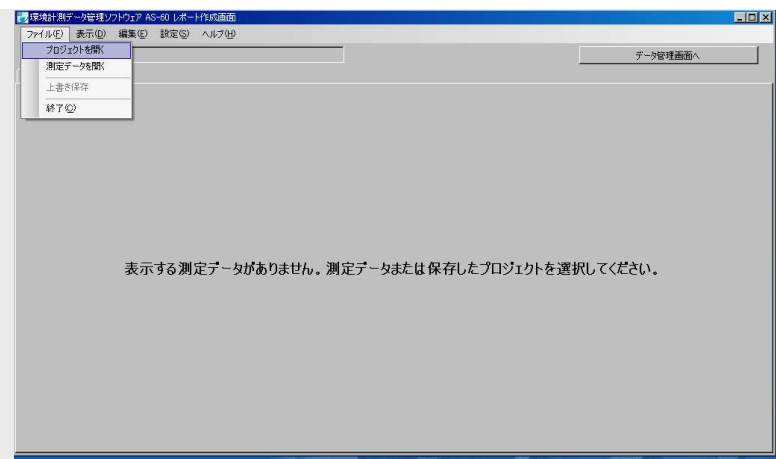 環境計測データ管理ソフトウェア AS-60 レポート作成画面
ファイル(F) 表示(D) 編集(E) 設定(S) ヘルプ(H)
プロジェクトを開く
データ管理画面へ
測定データを開く
上書き保存
終了(C)
表示する測定データがありません。測定データまたは保存したプロジェクトを選択してください。